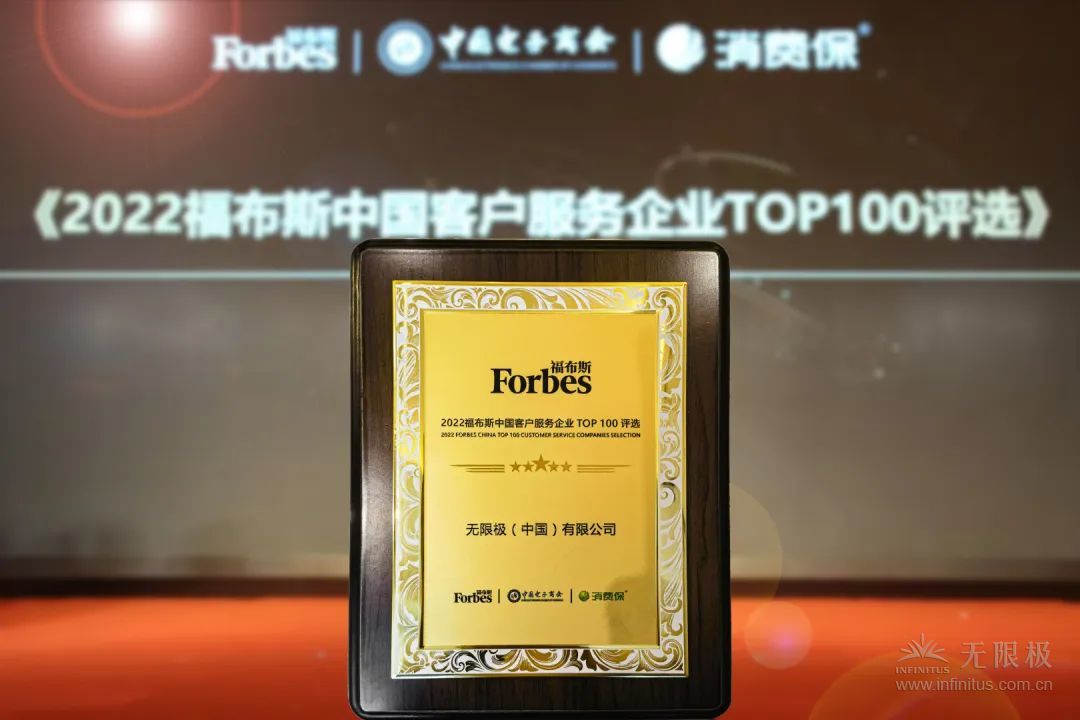 Forbes 福布斯 | 中国电子商会 | 消费保
《2022福布斯中国客户服务企业TOP100评选》
福布斯
Forbes
2022福布斯中国客户服务企业 TOP 100 评选
2022 FORBES CHINA TOP 100 CUSTOMER SERVICE COMPANIES SELECTION
无限极（中国）有限公司
Forbes 福布斯 | 中国电子商会 | 消费保
INFINITUS 无限极
www.infinitus.com.cn